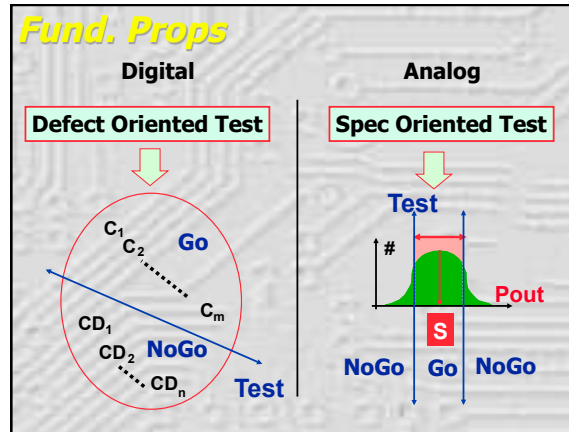 Fund. Props
Digital
Defect Oriented Test
C1
C2
Go
Cm
CD1
NoGo
CD2
CDn
Test
Analog
Spec Oriented Test
Test
#
Pout
S
NoGo Go NoGo